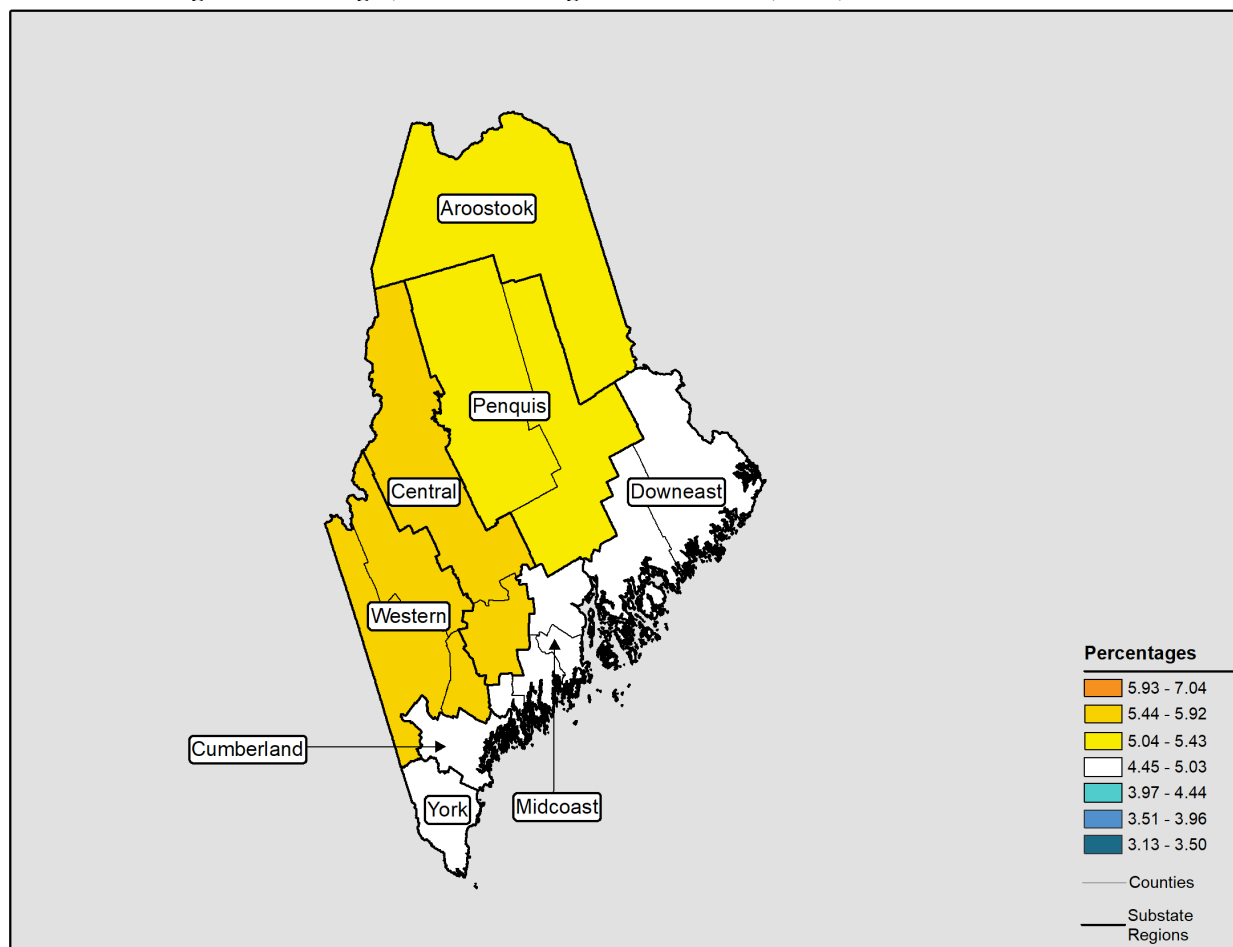 Aroostook
Penquis
Central
Downeast
Western
Cumberland
York
Midcoast
Percentages
5.93 - 7.04
5.44 - 5.92
5.04 - 5.43
4.45 - 5.03
3.97 - 4.44
3.51 - 3.96
3.13 - 3.50
Counties
Substate
Regions